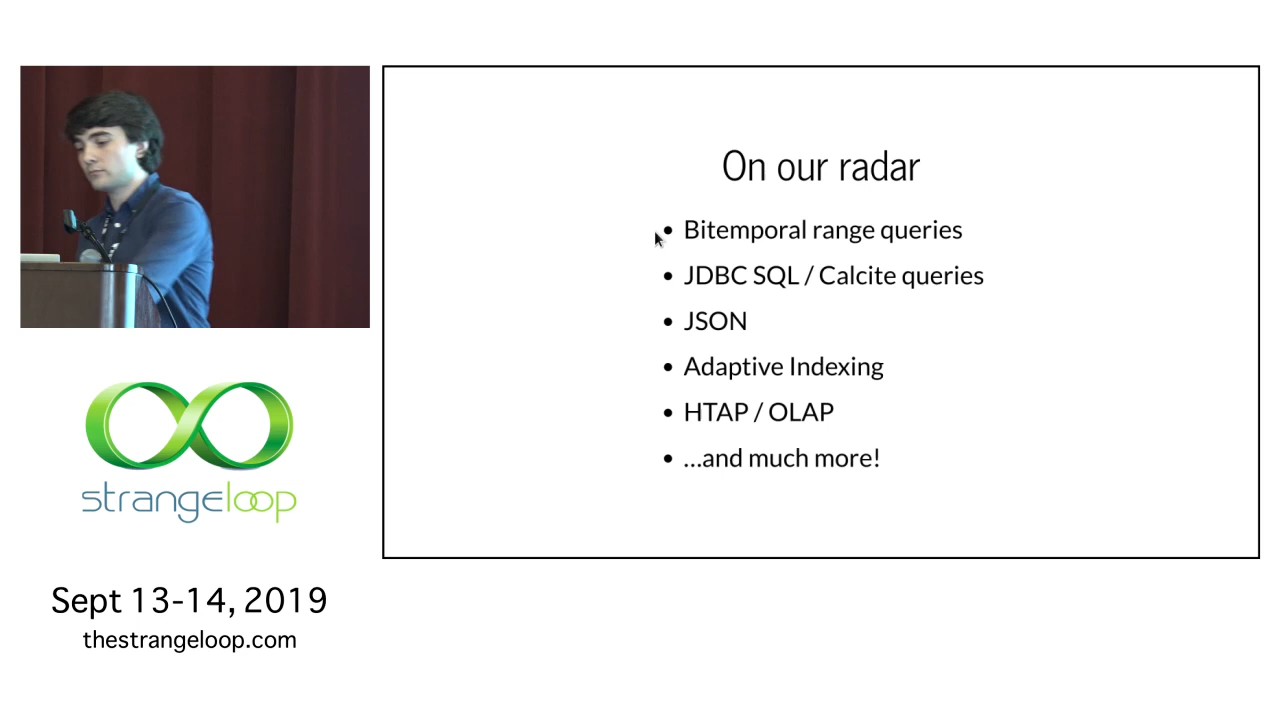 On our radar
• Bitemporal range queries
• JDBC SQL / Calcite queries
• JSON
• Adaptive Indexing
• HTAP / OLAP
• ...and much more!
strangeloop
Sept 13-14, 2019
thestrangeloop.com